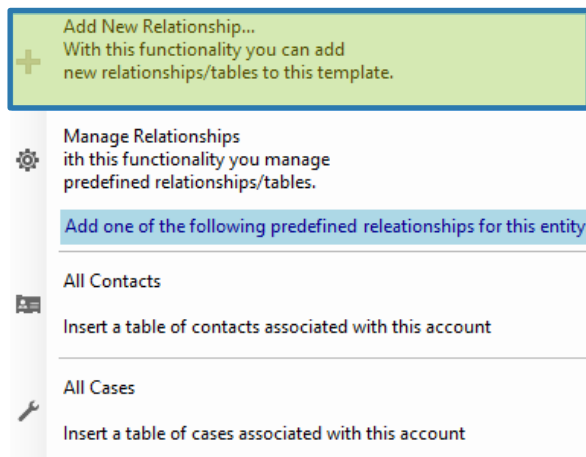 Add New Relationship...
With this functionality you can add
new relationships/tables to this template.
Manage Relationships
ith this functionality you manage
predefined relationships/tables.
Add one of the following predefined releationships for this entity
All Contacts
Insert a table of contacts associated with this account
All Cases
Insert a table of cases associated with this account